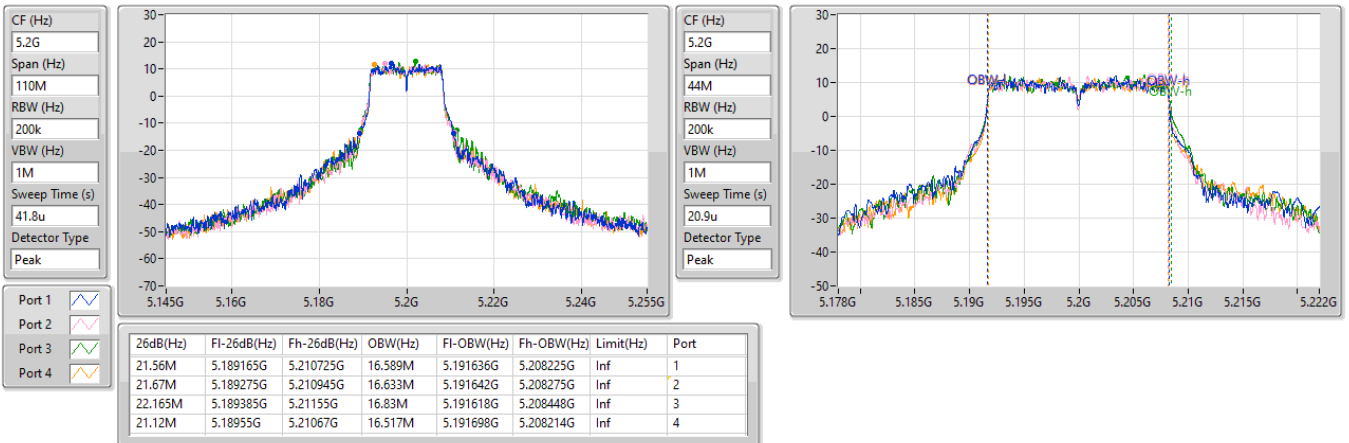 CF (Hz)
5.2G
Span (Hz)
110M
RBW (Hz)
200k
VBW (Hz)
1M
Sweep Time (s)
41.8u
Detector Type
Peak
30
20
10
0
-10
-20
-30
-40
-50
-60
-70
5.145G 5.16G 5.18G 5.2G 5.22G 5.24G 5.255G
CF (Hz)
5.2G
Span (Hz)
44M
RBW (Hz)
200k
VBW (Hz)
1M
Sweep Time (s)
20.9u
Detector Type
Peak
30
20
10
0
-10
-20
-30
-40
-50
OBW-h
OBW-h
5.178G 5.185G 5.19G 5.195G 5.2G 5.205G 5.21G 5.215G 5.222G
Port 1
Port 2
Port 3
Port 4
26dB(Hz) Fl-26dB(Hz) Fh-26dB(Hz) OBW(Hz) Fl-OBW(Hz) Fh-OBW(Hz) Limit(Hz) Port
21.56M 5.189165G 5.210725G 16.589M 5.191636G 5.208225G Inf 1
21.67M 5.189275G 5.210945G 16.633M 5.191642G 5.208275G Inf 2
22.165M 5.189385G 5.21155G 16.83M 5.191618G 5.208448G Inf 3
21.12M 5.18955G 5.21067G 16.517M 5.191698G 5.208214G Inf 4